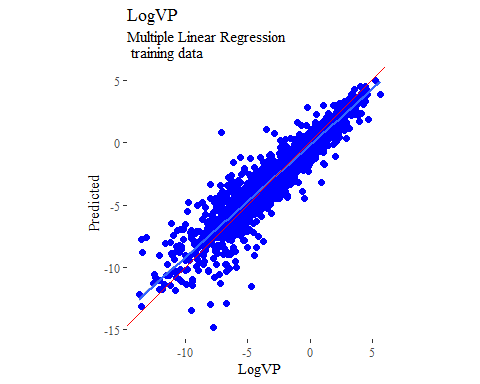 LogVP
Multiple Linear Regression
training data
5
0
-5
-10
-15
Predicted
-10
-5
0
5
LogVP